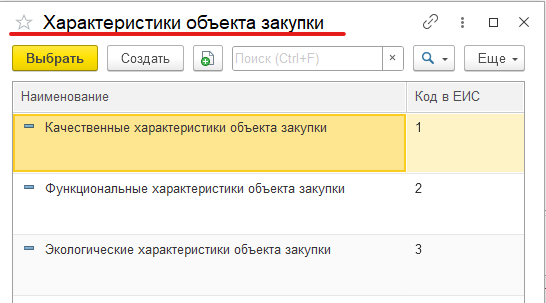 Характеристики объекта закупки
Выбрать Создать Поиск (Ctrl+F) × Еще
Наименование Код в ЕИС
Качественные характеристики объекта закупки 1
Функциональные характеристики объекта закупки 2
Экологические характеристики объекта закупки 3